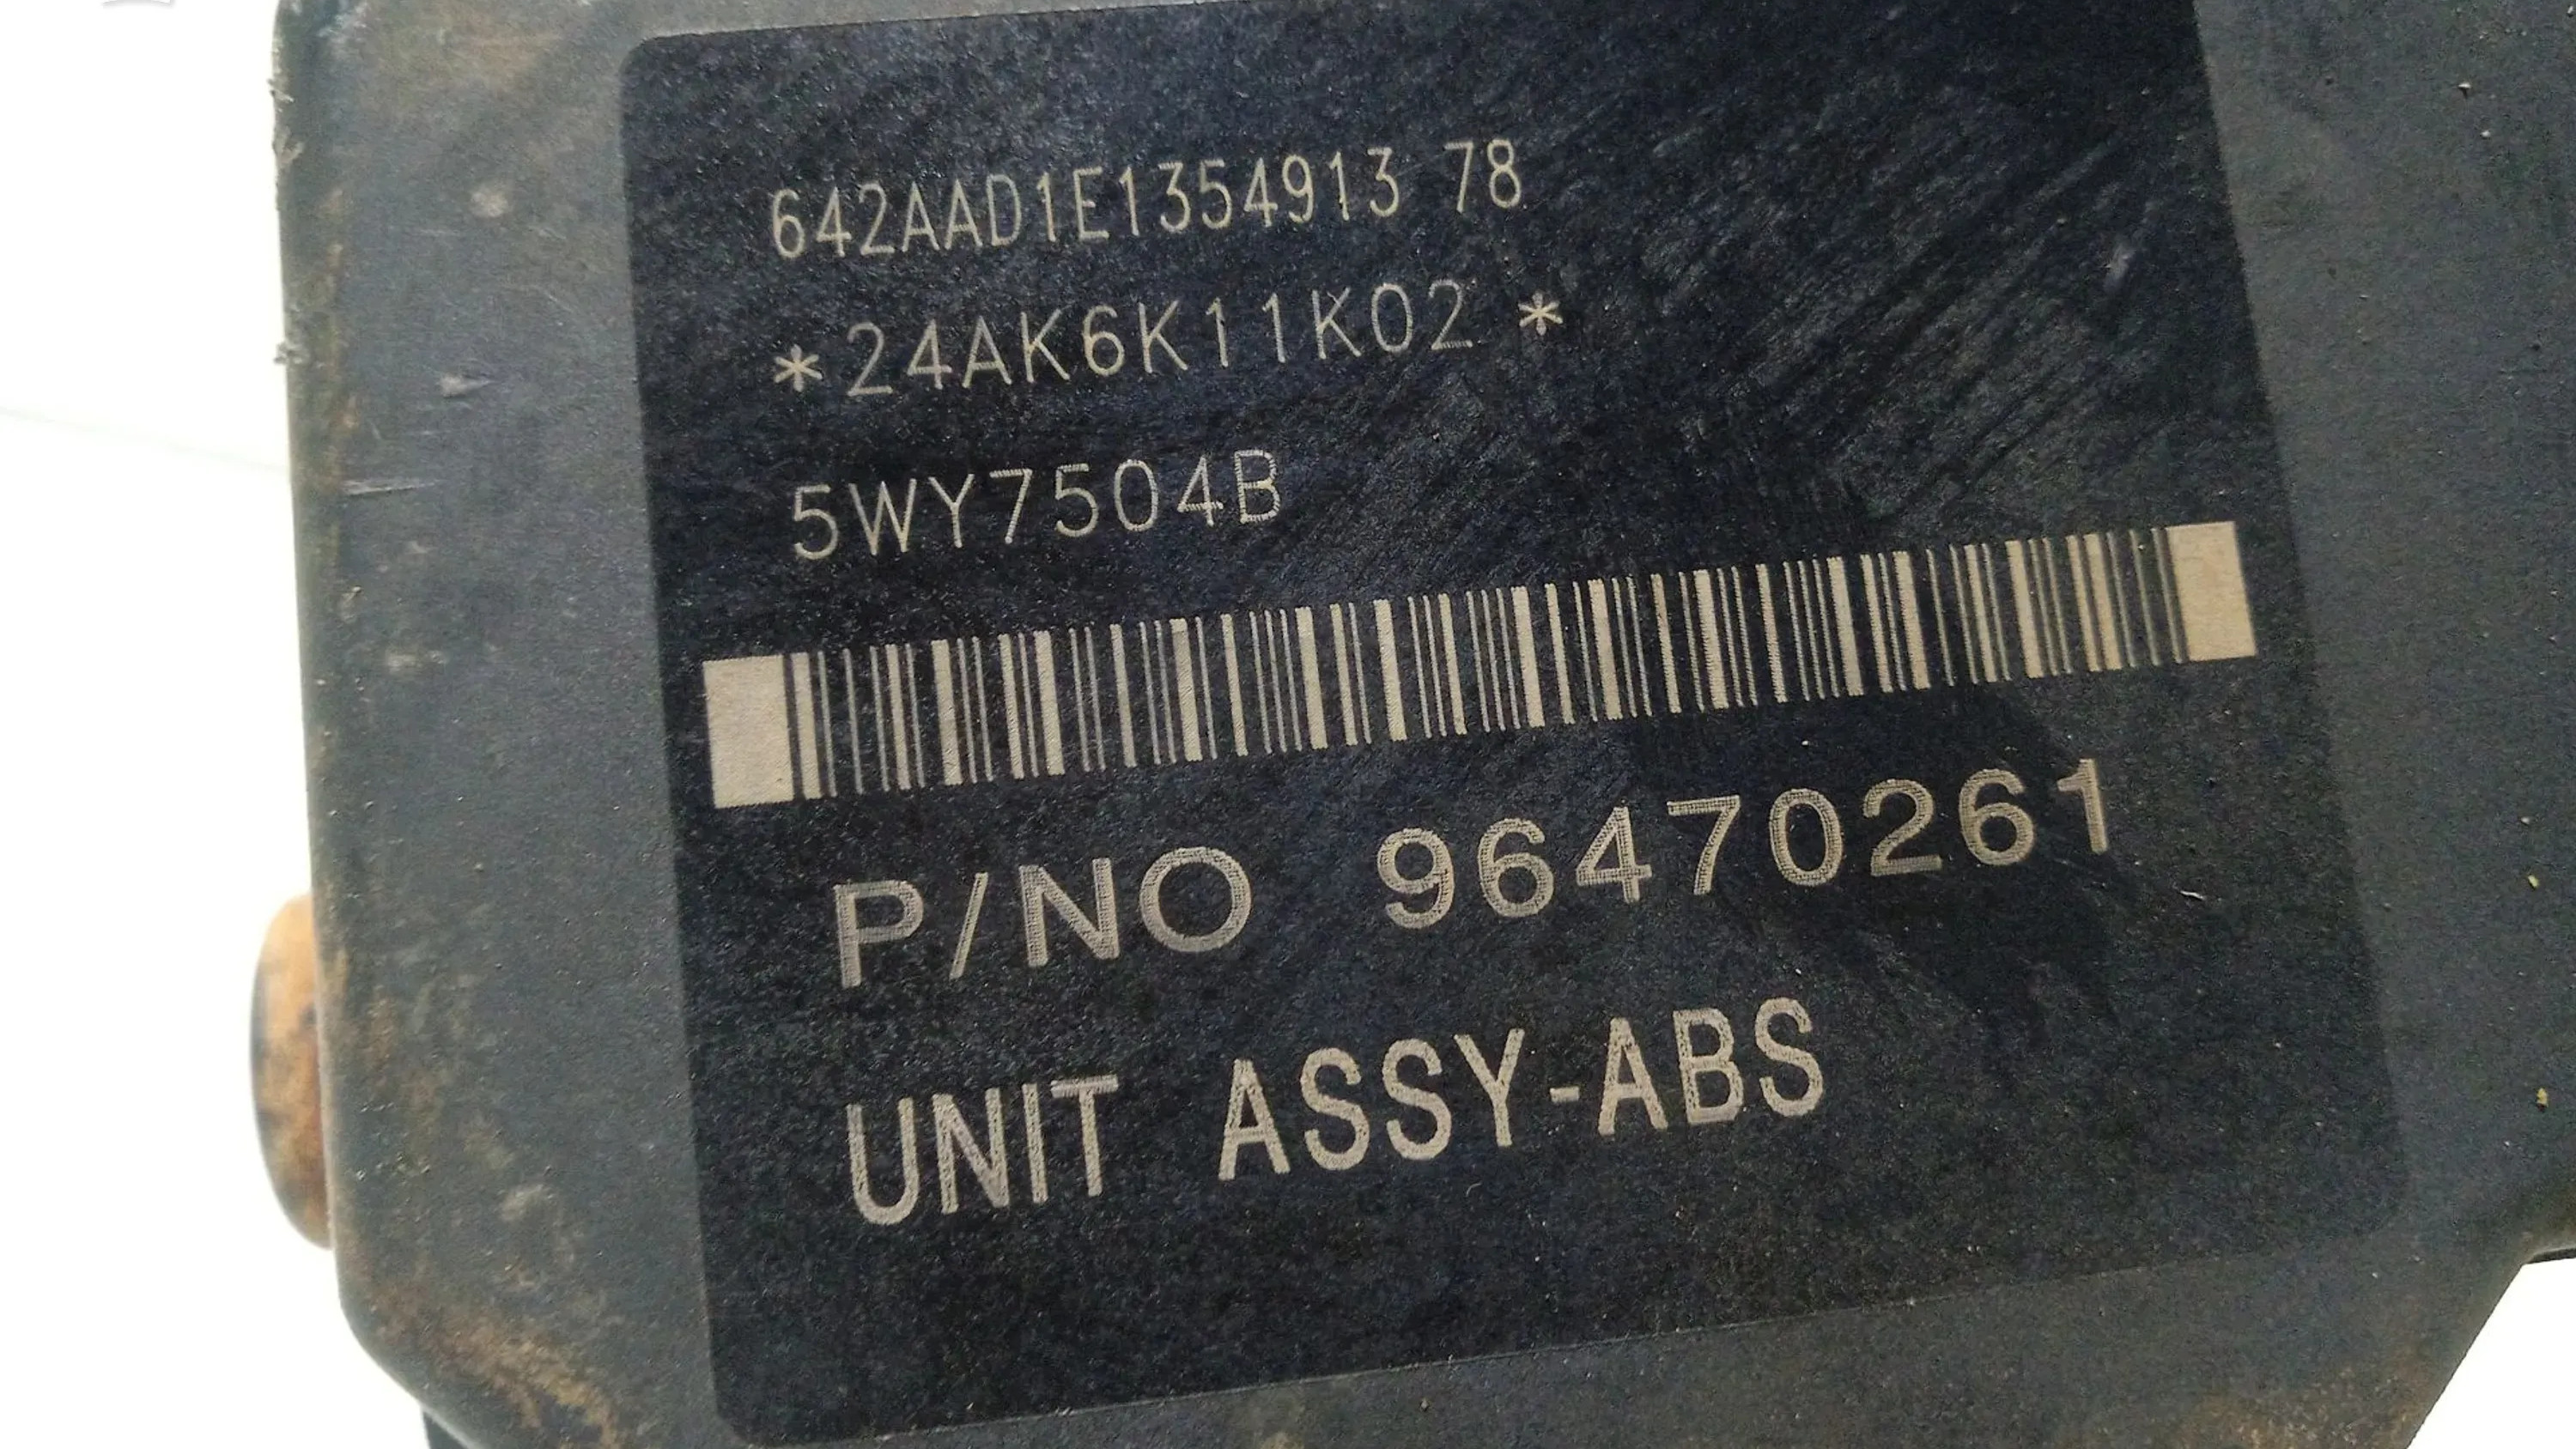 642AAD1E1354913 78
*24AK6K11K02 *
5WY7504B
P/NO 96470261
UNIT ASSY-ABS